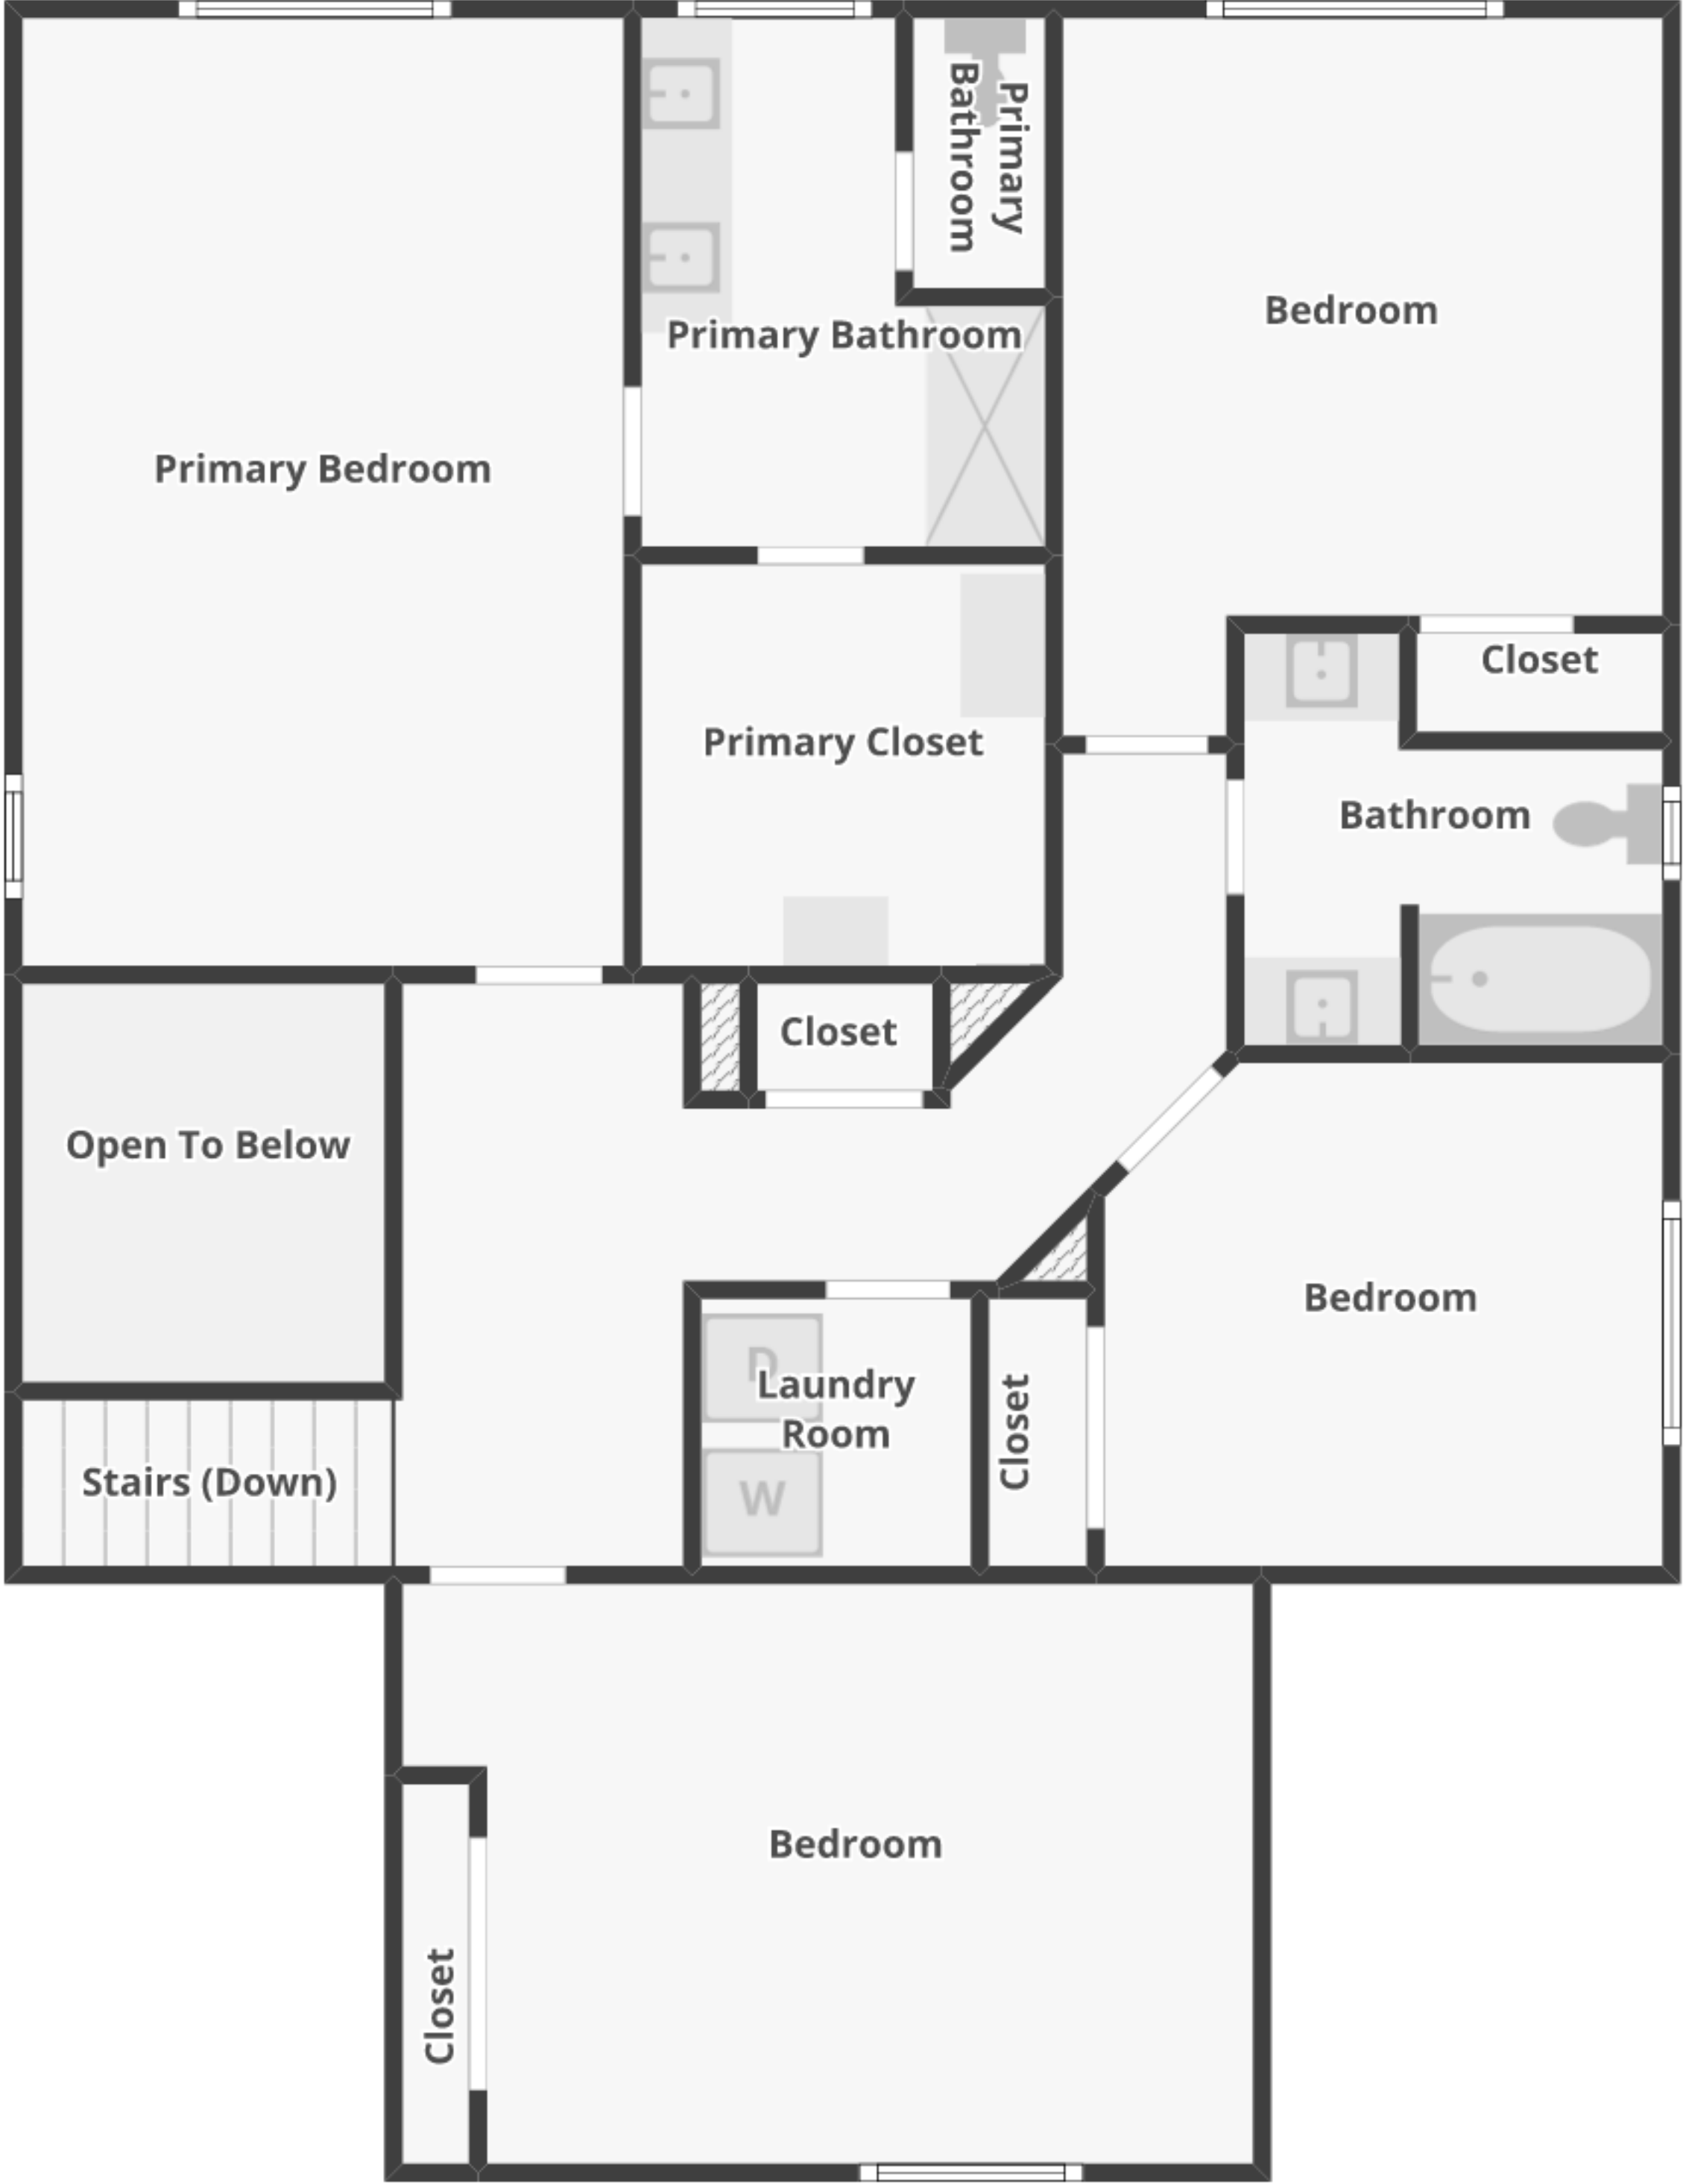 Primary
Bathroom
Bedroom
Primary Bathroom
Primary Bedroom
Closet
Primary Closet
Bathroom
Closet
Open To Below
Bedroom
D
Laundry
Room
Closet
Stairs (Down)
W
Bedroom
Closet